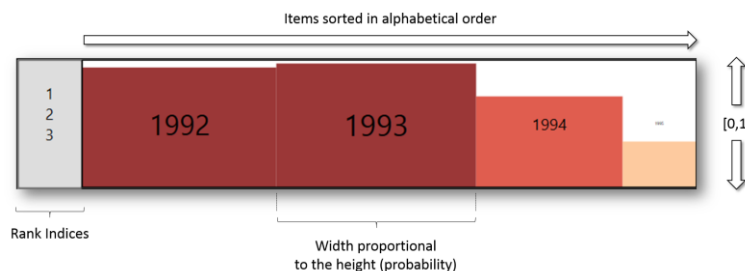 Items sorted in alphabetical order
1
2
3
1992
1993
1994
[0,1
Rank Indices
Width proportional
to the height (probability)